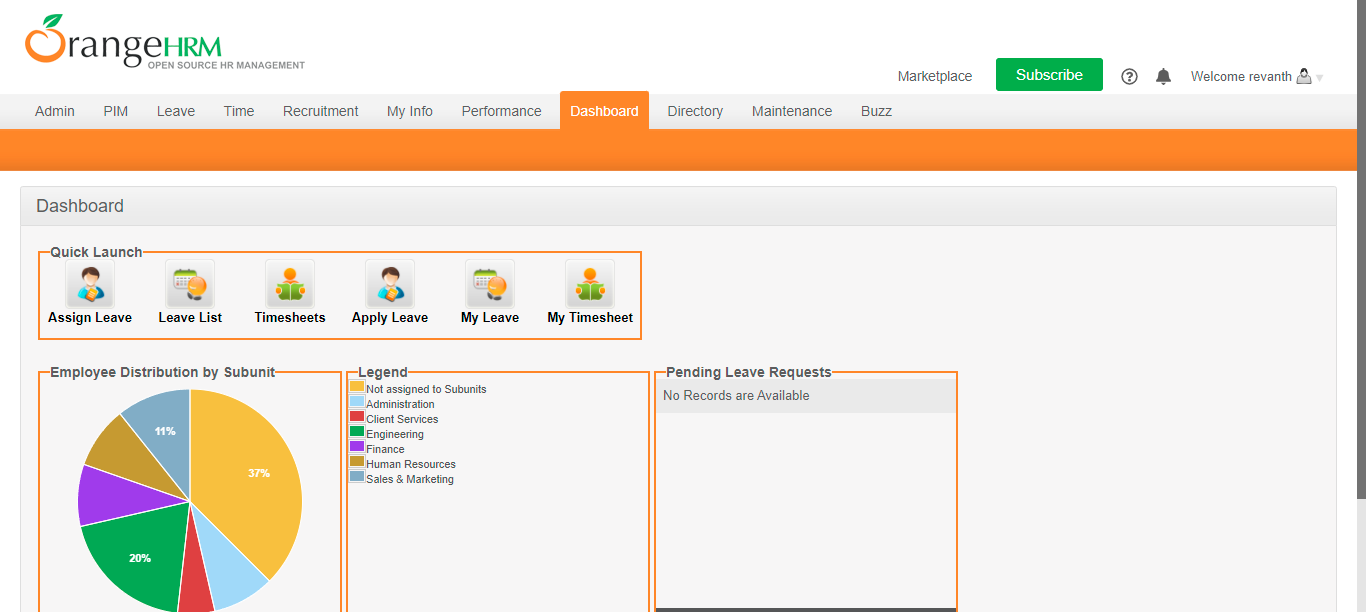 OrangeHRM
OPEN SOURCE HR MANAGEMENT
Marketplace Subscribe ? Welcome revanth
Admin PIM Leave Time Recruitment My Info Performance Dashboard Directory Maintenance Buzz
Dashboard
Quick Launch
Assign Leave Leave List Timesheets Apply Leave My Leave My Timesheet
Employee Distribution by Subunit
11%
37%
20%
Legend
Not assigned to Subunits
Administration
Client Services
Engineering
Finance
Human Resources
Sales & Marketing
Pending Leave Requests
No Records are Available